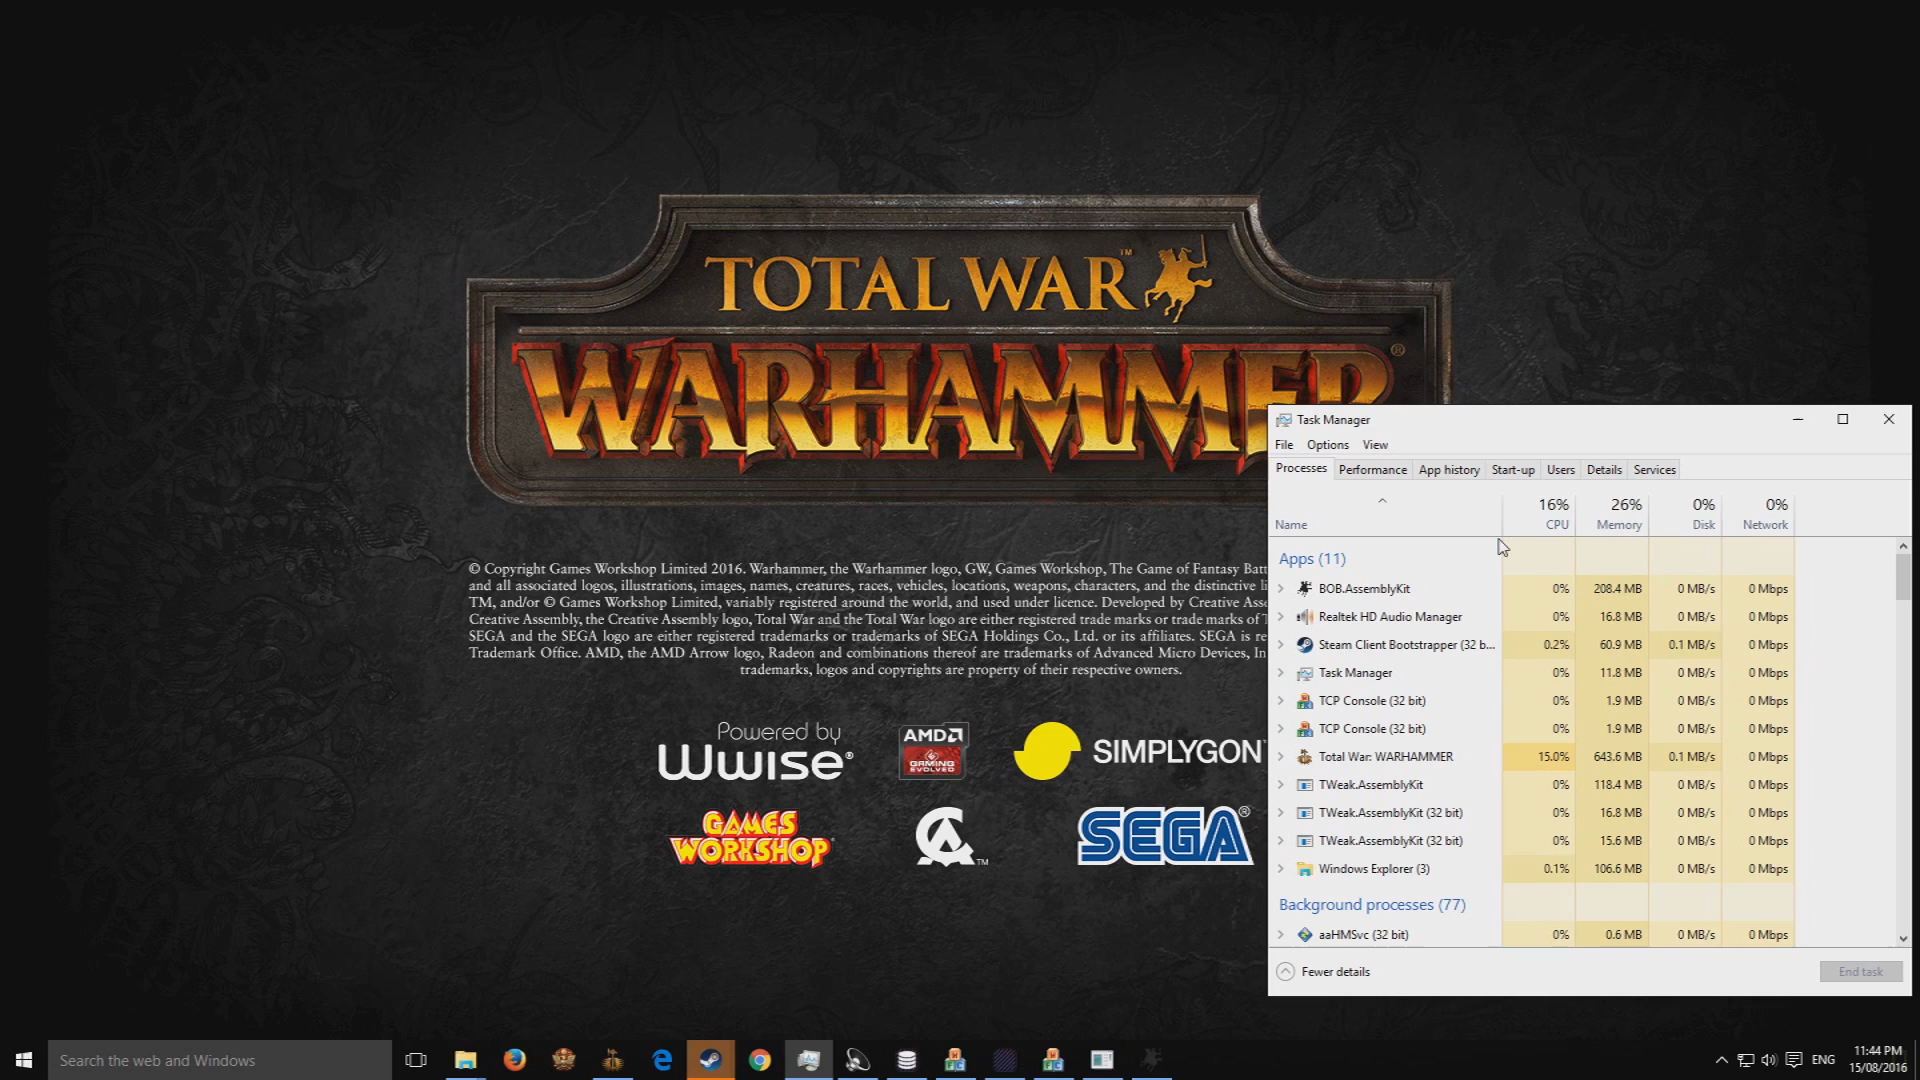 TOTAL WAR™
WARHAMMER®
© Copyright Games Workshop Limited 2016. Warhammer, the Warhammer logo, GW, Games Workshop, The Game of Fantasy Batt
and all associated logos, illustrations, images, names, creatures, races, vehicles, locations, weapons, characters, and the distinctive li
TM, and/or © Games Workshop Limited, variably registered around the world, and used under licence. Developed by Creative Asse
Creative Assembly, the Creative Assembly logo, Total War and the Total War logo are either registered trade marks or trade marks of T
SEGA and the SEGA logo are either registered trademarks or trademarks of SEGA Holdings Co., Ltd. or its affiliates. SEGA is re
Trademark Office. AMD, the AMD Arrow logo, Radeon and combinations thereof are trademarks of Advanced Micro Devices, In
trademarks, logos and copyrights are property of their respective owners.
Powered by
Wwise®
AMD
GAMING
EVOLVED
SIMPLYGON™
GAMES
WORKSHOP
CA™
SEGA®
Task Manager
File Options View
Processes Performance App history Start-up Users Details Services
16% 26% 0% 0%
Name CPU Memory Disk Network
Apps (11)
BOB.AssemblyKit 0% 208.4 MB 0 MB/s 0 Mbps
Realtek HD Audio Manager 0% 16.8 MB 0 MB/s 0 Mbps
Steam Client Bootstrapper (32 b... 0.2% 60.9 MB 0.1 MB/s 0 Mbps
Task Manager 0% 11.8 MB 0 MB/s 0 Mbps
TCP Console (32 bit) 0% 1.9 MB 0 MB/s 0 Mbps
TCP Console (32 bit) 0% 1.9 MB 0 MB/s 0 Mbps
Total War: WARHAMMER 15.0% 643.6 MB 0.1 MB/s 0 Mbps
TWeak.AssemblyKit 0% 118.4 MB 0 MB/s 0 Mbps
TWeak.AssemblyKit (32 bit) 0% 16.8 MB 0 MB/s 0 Mbps
TWeak.AssemblyKit (32 bit) 0% 15.6 MB 0 MB/s 0 Mbps
Windows Explorer (3) 0.1% 106.6 MB 0 MB/s 0 Mbps
Background processes (77)
aaHMSvc (32 bit) 0% 0.6 MB 0 MB/s 0 Mbps
Fewer details
End task
Search the web and Windows
ENG
11:44 PM
15/08/2016